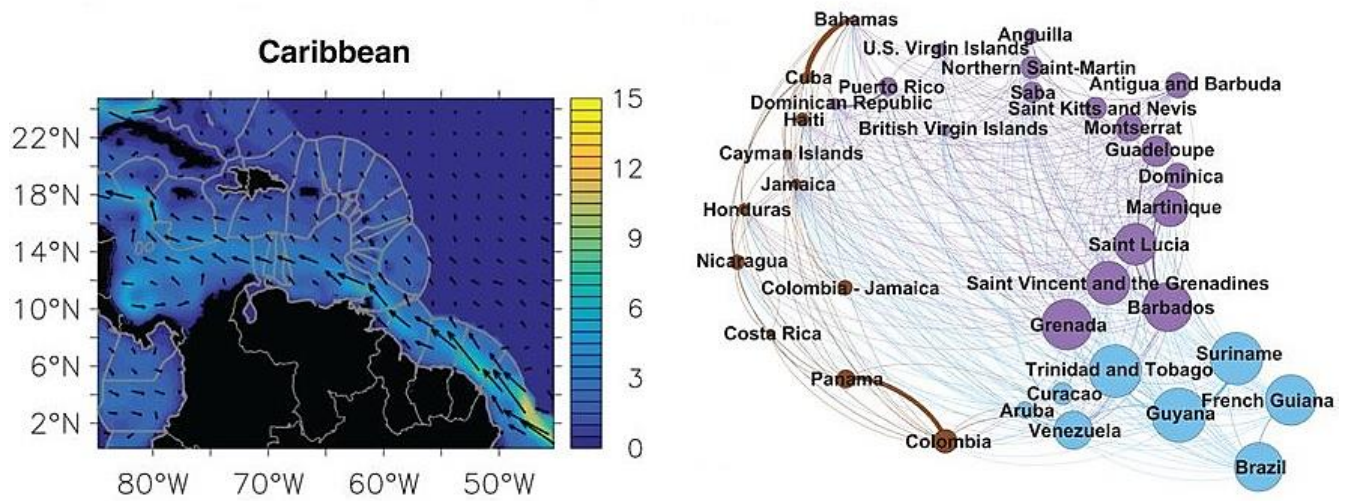 Caribbean
22°N
18°N
14°N
10°N
6°N
2°N
80°W
70°W
60°W
50°W
15
12
9
6
3
0
Bahamas
Anguilla
U.S. Virgin Islands
Northern Saint-Martin
Cuba
Puerto Rico
Saba
Antigua and Barbuda
Dominican Republic
Saint Kitts and Nevis
Haiti
British Virgin Islands
Montserrat
Cayman Islands
Guadeloupe
Jamaica
Dominica
Honduras
Martinique
Saint Lucia
Nicaragua
Colombia - Jamaica
Saint Vincent and the Grenadines
Barbados
Costa Rica
Grenada
Suriname
Trinidad and Tobago
Panama
Curacao
French Guiana
Aruba
Guyana
Venezuela
Colombia
Brazil